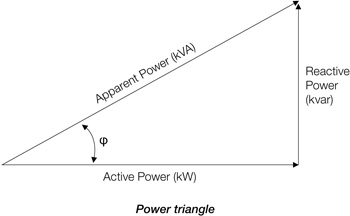 Apparent Power (kVA)
Reactive
Power
(kvar)
φ
Active Power (kW)
Power triangle